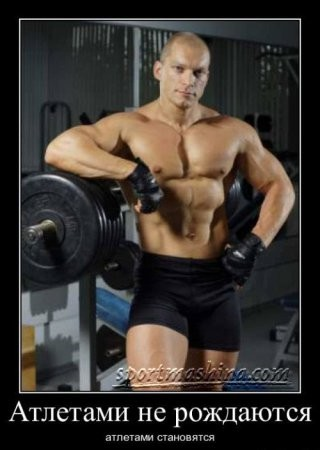 sportmashina.com
Атлетами не рождаются
атлетами становятся